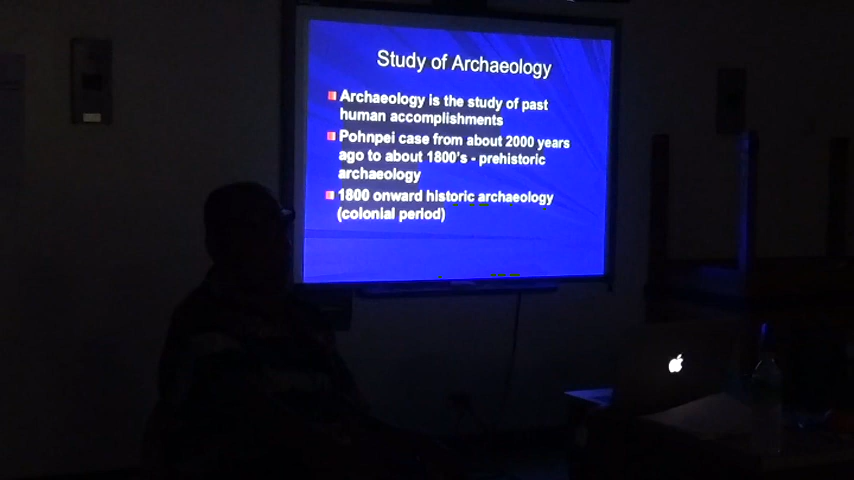 Study of Archaeology
Archaeology is the study of past
human accomplishments
Pohnpei case from about 2000 years
ago to about 1800's - prehistoric
archaeology
1800 onward historic archaeology
(colonial period)